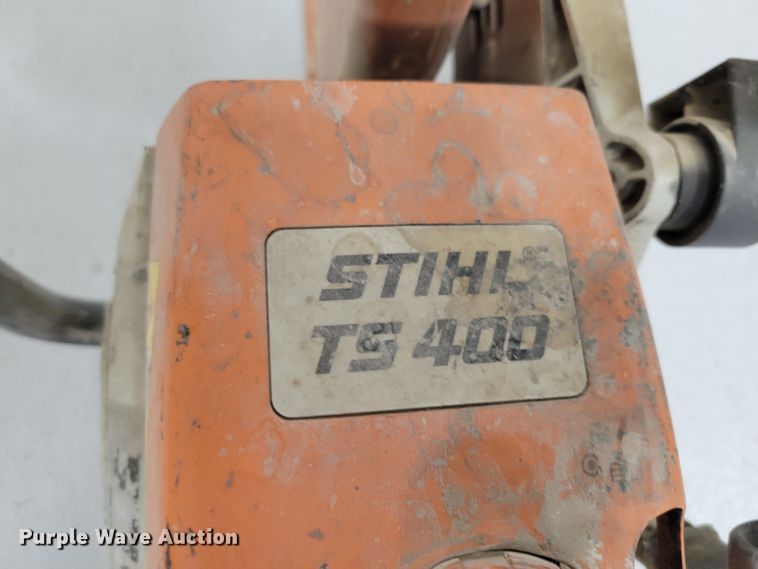 STIHL®
TS 400
Purple Wave Auction